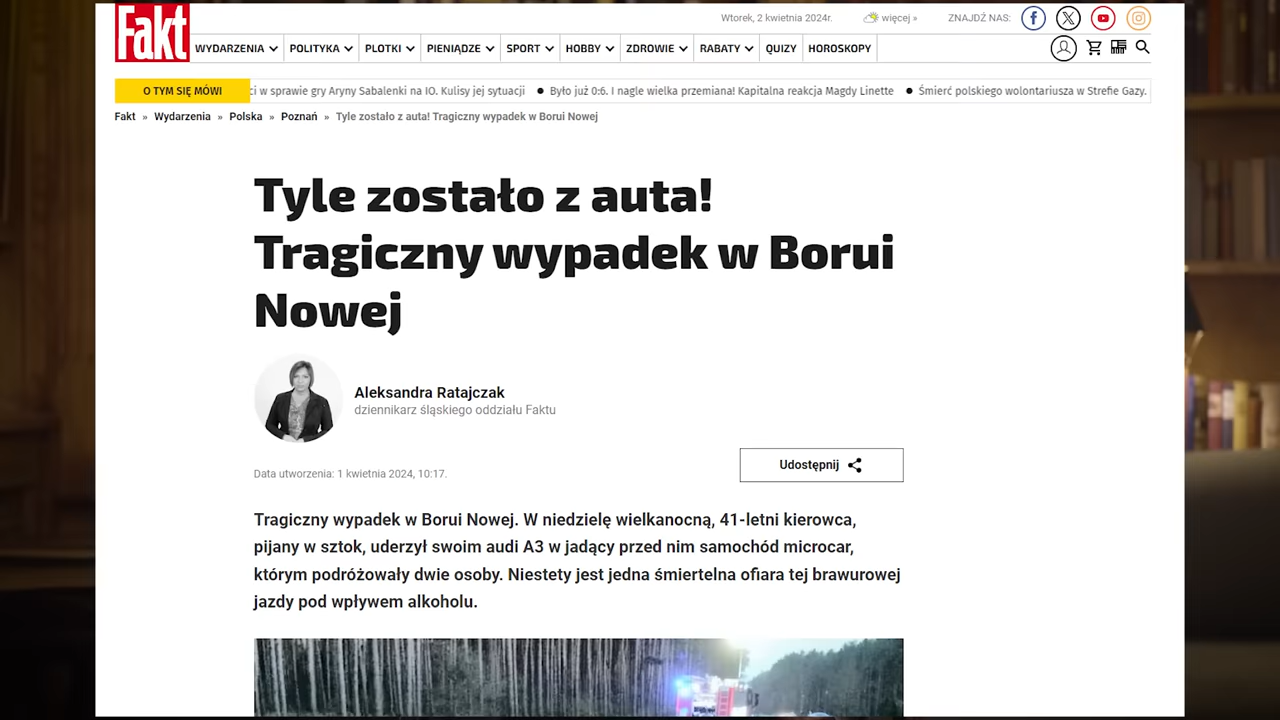 Fakt
Wtorek, 2 kwietnia 2024r.
więcej »
ZNAJDŹ NAS:
WYDARZENIA
POLITYKA
PLOTKI
PIENIĄDZE
SPORT
HOBBY
ZDROWIE
RABATY
QUIZY
HOROSKOPY
O TYM SIĘ MÓWI
ci w sprawie gry Aryny Sabalenki na IO. Kulisy jej sytuacji ● Było już 0:6. I nagle wielka przemiana! Kapitalna reakcja Magdy Linette ● Śmierć polskiego wolontariusza w Strefie Gazy.
Fakt » Wydarzenia » Polska » Poznań » Tyle zostało z auta! Tragiczny wypadek w Borui Nowej
Tyle zostało z auta!
Tragiczny wypadek w Borui
Nowej
Aleksandra Ratajczak
dziennikarz śląskiego oddziału Faktu
Udostępnij
Data utworzenia: 1 kwietnia 2024, 10:17.
Tragiczny wypadek w Borui Nowej. W niedzielę wielkanocną, 41-letni kierowca,
pijany w sztok, uderzył swoim audi A3 w jadący przed nim samochód microcar,
którym podróżowały dwie osoby. Niestety jest jedna śmiertelna ofiara tej brawurowej
jazdy pod wpływem alkoholu.